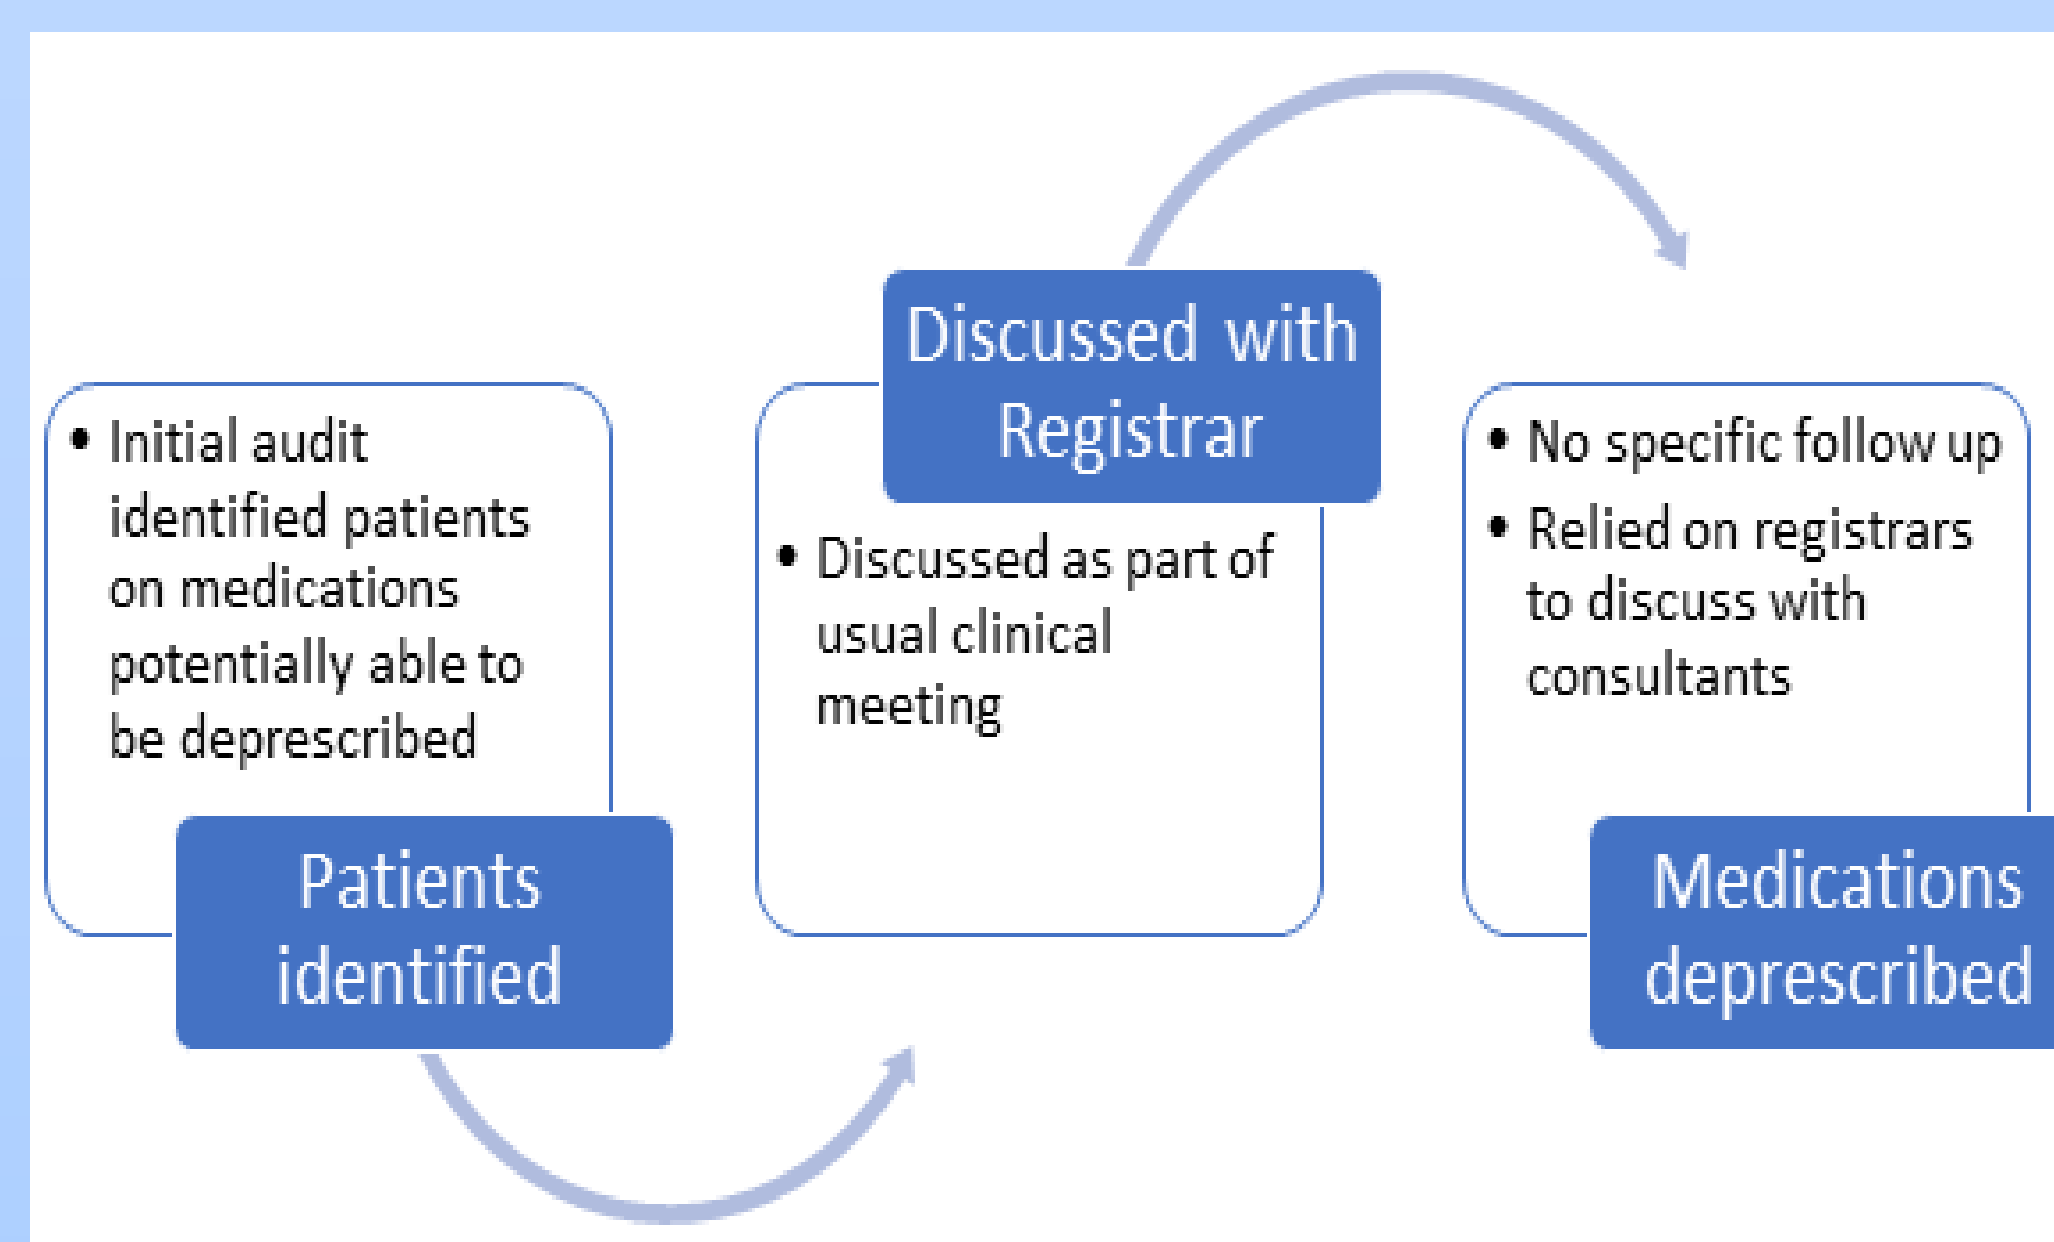 • Initial audit
identified patients
on medications
potentially able to
be deprescribed
Patients
identified
Discussed with
Registrar
• Discussed as part of
usual clinical
meeting
• No specific follow up
• Relied on registrars
to discuss with
consultants
Medications
deprescribed